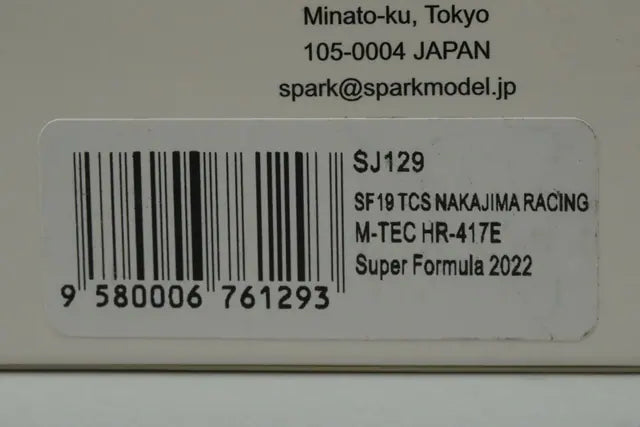 Minato-ku, Tokyo
105-0004 JAPAN
spark@sparkmodel.jp
SJ129
SF19 TCS NAKAJIMA RACING
M-TEC HR-417E
Super Formula 2022
9 580006 761293